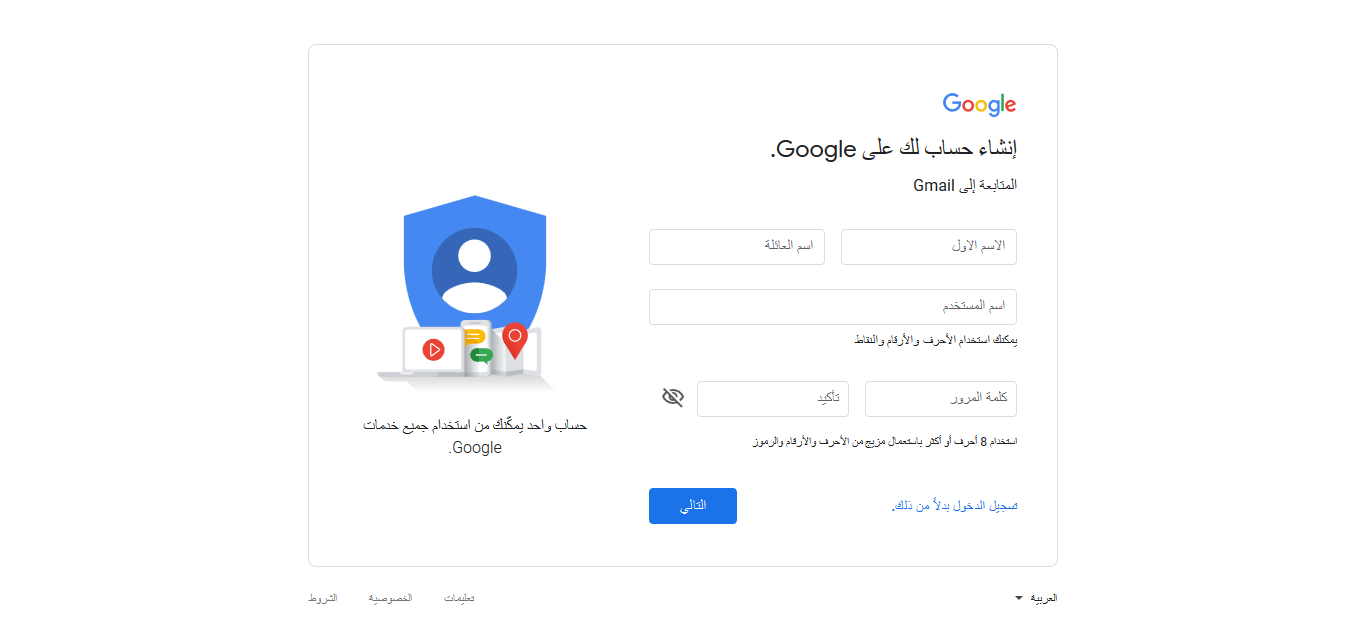 Google
إنشاء حساب لك على Google.
المتابعة إلى Gmail
الاسم الأول
اسم العائلة
اسم المستخدم
يمكنك استخدام الأحرف والأرقام والنقاط
كلمة المرور
تأكيد
استخدام 8 أحرف أو أكثر باستعمال مزيج من الأحرف والأرقام والرموز
تسجيل الدخول بدلاً من ذلك.
التالي
حساب واحد يمكّنك من استخدام جميع خدمات
Google.
العربية
تعليمات
الخصوصية
الشروط